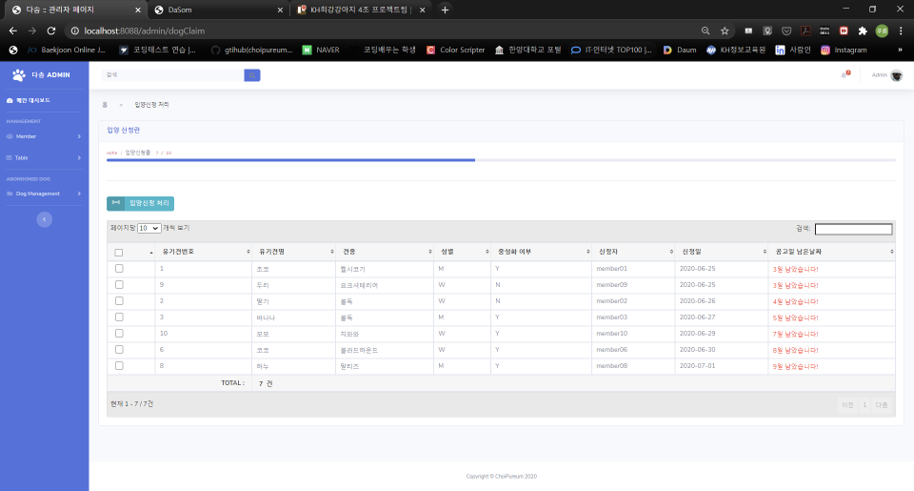 다솜 :: 관리자 페이지
DaSom
KH최강강아지 4조 프로젝트팀 |
localhost:8088/admin/dogClaim
Baekjoon Online J...
코딩테스트 연습 |...
gtihub(choipureum...
NAVER
코딩배우는 학생
Color Scripter
한양대학교 포털
IT·인터넷 TOP100 |...
Daum
KH정보교육원
사람인
Instagram
다솜 ADMIN
검색
Admin
메인 대시보드
MANAGEMENT
Member
Table
Dog Management
홈
입양신청 처리
입양 신청란
입양신청 처리
페이지당 10 개씩 보기
검색:
유기견번호 유기견명 견종 성별 중성화 여부 신청자 신청일 공고일 남은날짜
1 초코 웰시코기 M Y member01 2020-06-25 3일 남았습니다!
9 두리 요크셔테리어 W N member09 2020-06-25 3일 남았습니다!
2 딸기 불독 W N member02 2020-06-26 4일 남았습니다!
3 바나나 불독 M Y member03 2020-06-27 5일 남았습니다!
10 뽀뽀 치와와 W Y member10 2020-06-29 7일 남았습니다!
6 코코 블러드하운드 W Y member06 2020-06-30 8일 남았습니다!
8 하누 말티즈 M Y member08 2020-07-01 9일 남았습니다!
TOTAL : 7 건
현재 1 - 7 / 7건
이전 1 다음
Copyright © ChoiPureum 2020